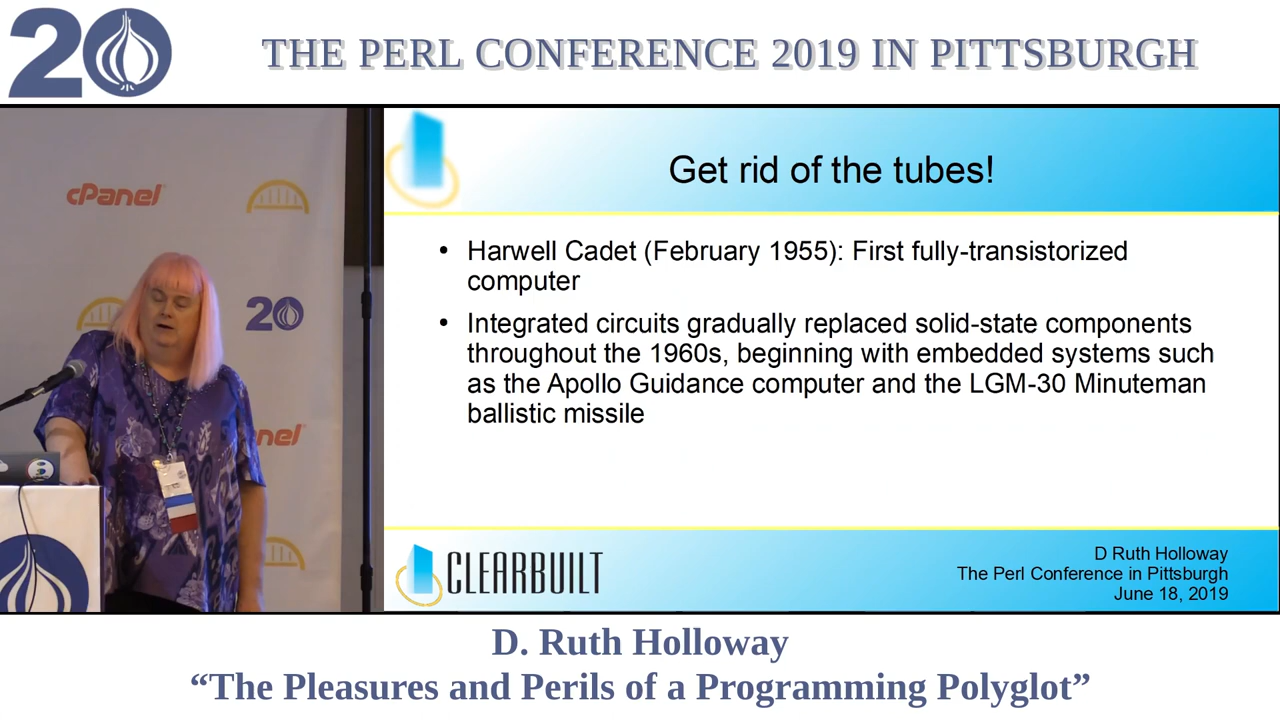 20
THE PERL CONFERENCE 2019 IN PITTSBURGH
cPanel
20
nel
Get rid of the tubes!
• Harwell Cadet (February 1955): First fully-transistorized
computer
• Integrated circuits gradually replaced solid-state components
throughout the 1960s, beginning with embedded systems such
as the Apollo Guidance computer and the LGM-30 Minuteman
ballistic missile
CLEARBUILT
D Ruth Holloway
The Perl Conference in Pittsburgh
June 18, 2019
D. Ruth Holloway
“The Pleasures and Perils of a Programming Polyglot”